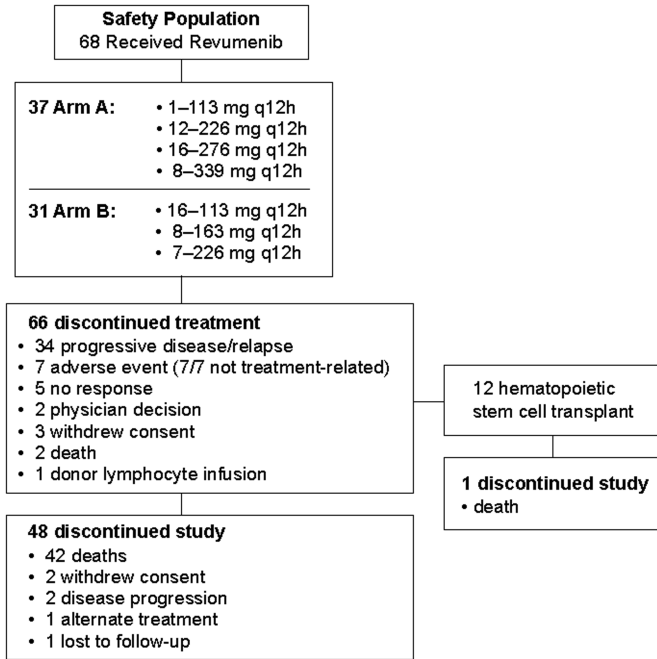 Safety Population
68 Received Revumenib
37 Arm A:
• 1–113 mg q12h
• 12–226 mg q12h
• 16–276 mg q12h
• 8–339 mg q12h
31 Arm B:
• 16–113 mg q12h
• 8–163 mg q12h
• 7–226 mg q12h
66 discontinued treatment
• 34 progressive disease/relapse
• 7 adverse event (7/7 not treatment-related)
• 5 no response
• 2 physician decision
• 3 withdrew consent
• 2 death
• 1 donor lymphocyte infusion
12 hematopoietic
stem cell transplant
1 discontinued study
• death
48 discontinued study
• 42 deaths
• 2 withdrew consent
• 2 disease progression
• 1 alternate treatment
• 1 lost to follow-up